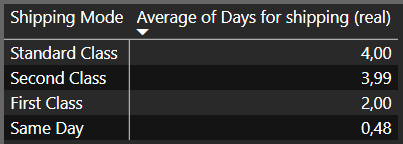 Shipping Mode Average of Days for shipping (real)
Standard Class 4,00
Second Class 3,99
First Class 2,00
Same Day 0,48